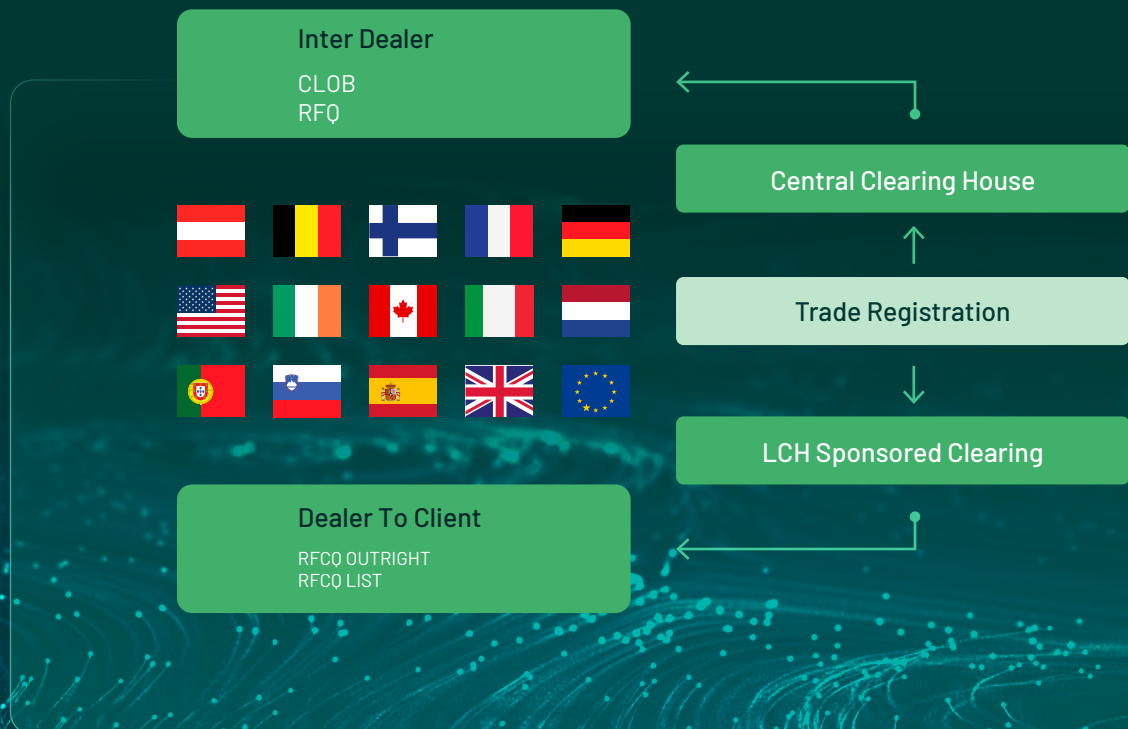 Inter Dealer
CLOB
RFQ
Central Clearing House
Trade Registration
LCH Sponsored Clearing
Dealer To Client
RFCQ OUTRIGHT
RFCQ LIST